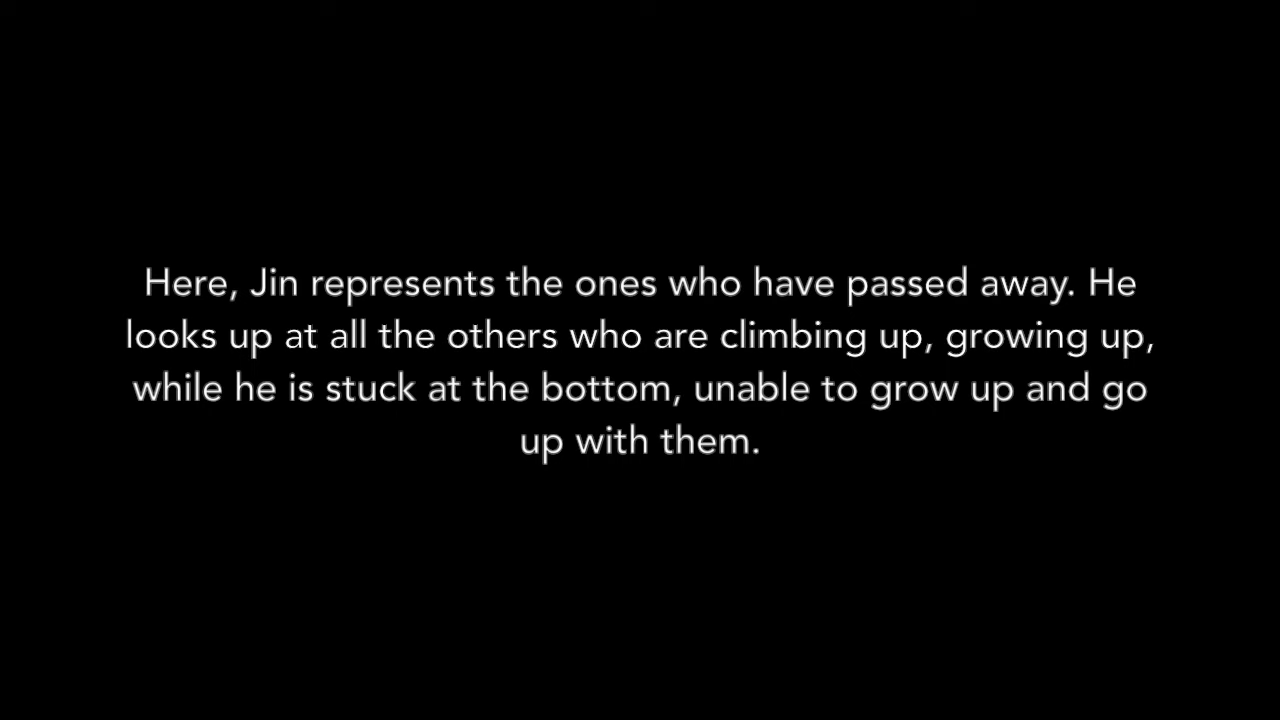 Here, Jin represents the ones who have passed away. He
looks up at all the others who are climbing up, growing up,
while he is stuck at the bottom, unable to grow up and go
up with them.